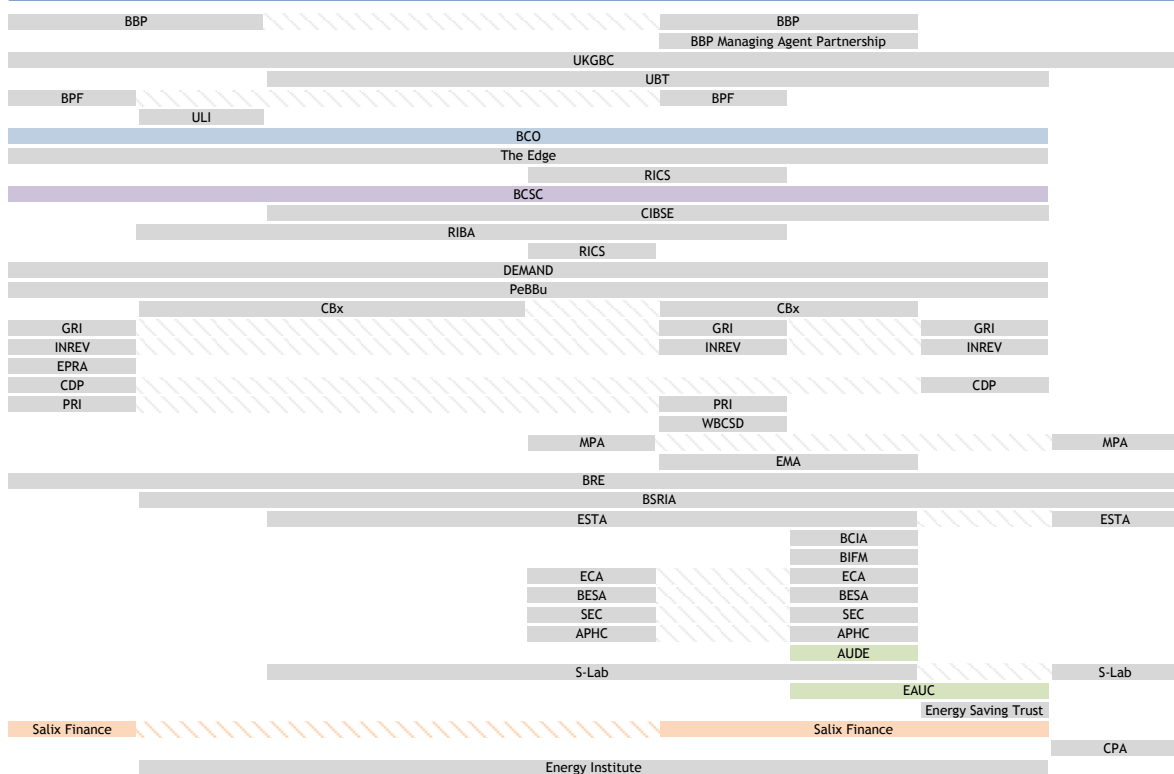 BBP BBP
BBP Managing Agent Partnership
UKGBC
UBT
BPF BPF
ULI
BCO
The Edge
RICS
BCSC
CIBSE
RIBA
RICS
DEMAND
PeBBu
CBx CBx
GRI GRI GRI
INREV INREV INREV
EPRA
CDP CDP
PRI PRI
WBCSD
MPA MPA
EMA
BRE
BSRIA
ESTA ESTA
BCIA
BIFM
ECA ECA
BESA BESA
SEC SEC
APHC APHC
AUDE
S-Lab S-Lab
EAUC
Energy Saving Trust
Salix Finance Salix Finance
CPA
Energy Institute